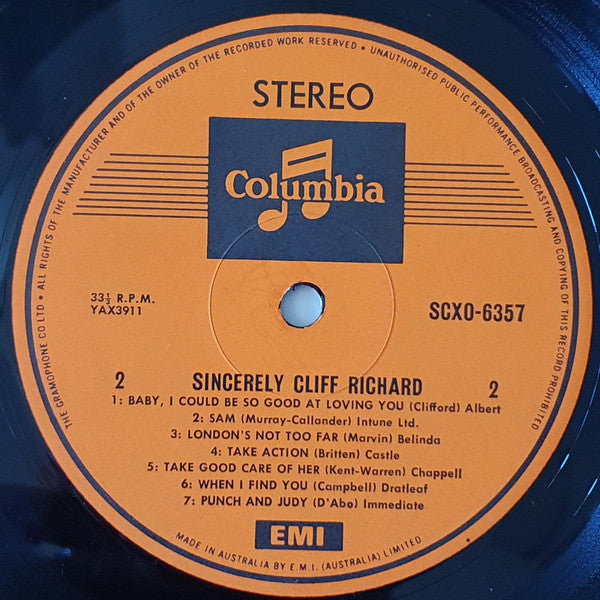 THE GRAMOPHONE CO LTD • ALL RIGHTS OF THE MANUFACTURER AND OF THE OWNER OF THE RECORDED WORK RESERVED • UNAUTHORISED PUBLIC PERFORMANCE BROADCASTING AND COPYING OF THIS RECORD PROHIBITED
STEREO
Columbia
33⅓ R.P.M.
YAX3911
SCXO-6357
2 SINCERELY CLIFF RICHARD 2
1: BABY, I COULD BE SO GOOD AT LOVING YOU (Clifford) Albert
2: SAM (Murray-Callander) Intune Ltd.
3: LONDON'S NOT TOO FAR (Marvin) Belinda
4: TAKE ACTION (Britten) Castle
5: TAKE GOOD CARE OF HER (Kent-Warren) Chappell
6: WHEN I FIND YOU (Campbell) Dratleaf
7: PUNCH AND JUDY (D'Abo) Immediate
EMI
MADE IN AUSTRALIA BY E.M.I. (AUSTRALIA) LIMITED